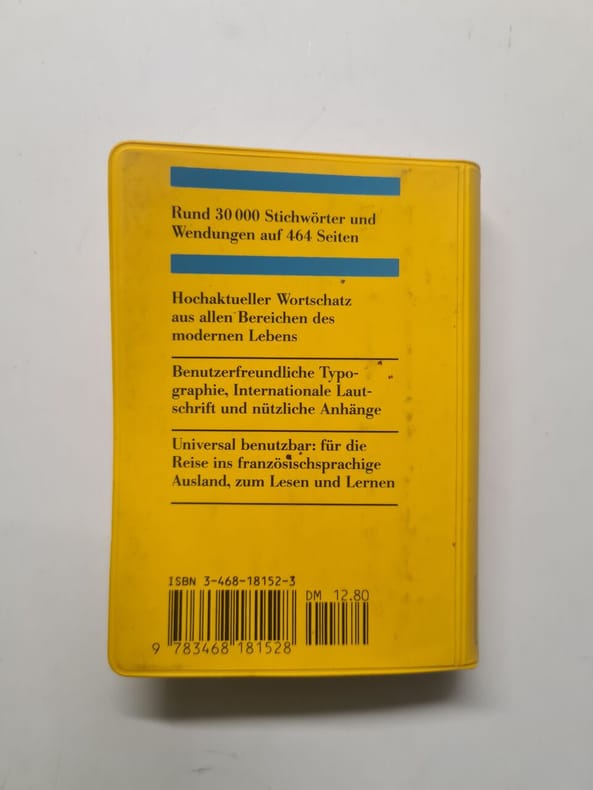 Rund 30 000 Stichwörter und
Wendungen auf 464 Seiten
Hochaktueller Wortschatz
aus allen Bereichen des
modernen Lebens
Benutzerfreundliche Typo-
graphie, Internationale Laut-
schrift und nützliche Anhänge
Universal benutzbar: für die
Reise ins französischsprachige
Ausland, zum Lesen und Lernen
ISBN 3-468-18152-3
DM 12.80
9 783468 181528